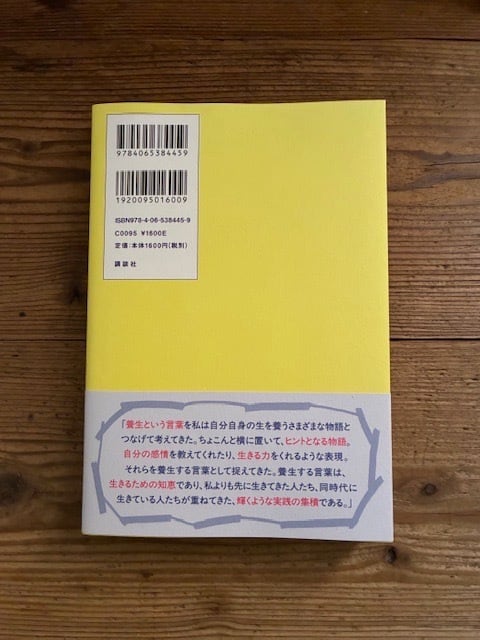 9784065384459
1920095016009
ISBN978-4-06-538445-9
C0095 ¥1600E
定価:本体1600円(税別)
講談社
「養生という言葉を私は自分自身の生を養うさまざまな物語と
つなげて考えてきた。ちょこんと横に置いて、ヒントとなる物語。
自分の感情を教えてくれたり、生きる力をくれるような表現。
それらを養生する言葉として捉えてきた。養生する言葉は、
生きるための知恵であり、私よりも先に生きてきた人たち、同時代に
生きている人たちが重ねてきた、輝くような実践の集積である。」